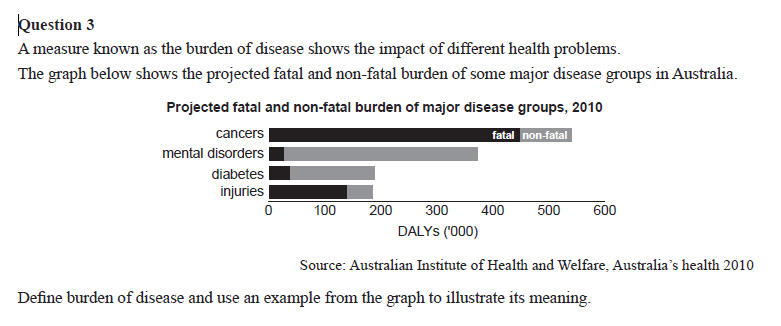 Question 3
A measure known as the burden of disease shows the impact of different health problems.
The graph below shows the projected fatal and non-fatal burden of some major disease groups in Australia.
Projected fatal and non-fatal burden of major disease groups, 2010
cancers fatal non-fatal
mental disorders
diabetes
injuries
0 100 200 300 400 500 600
DALYs ('000)
Source: Australian Institute of Health and Welfare, Australia's health 2010
Define burden of disease and use an example from the graph to illustrate its meaning.